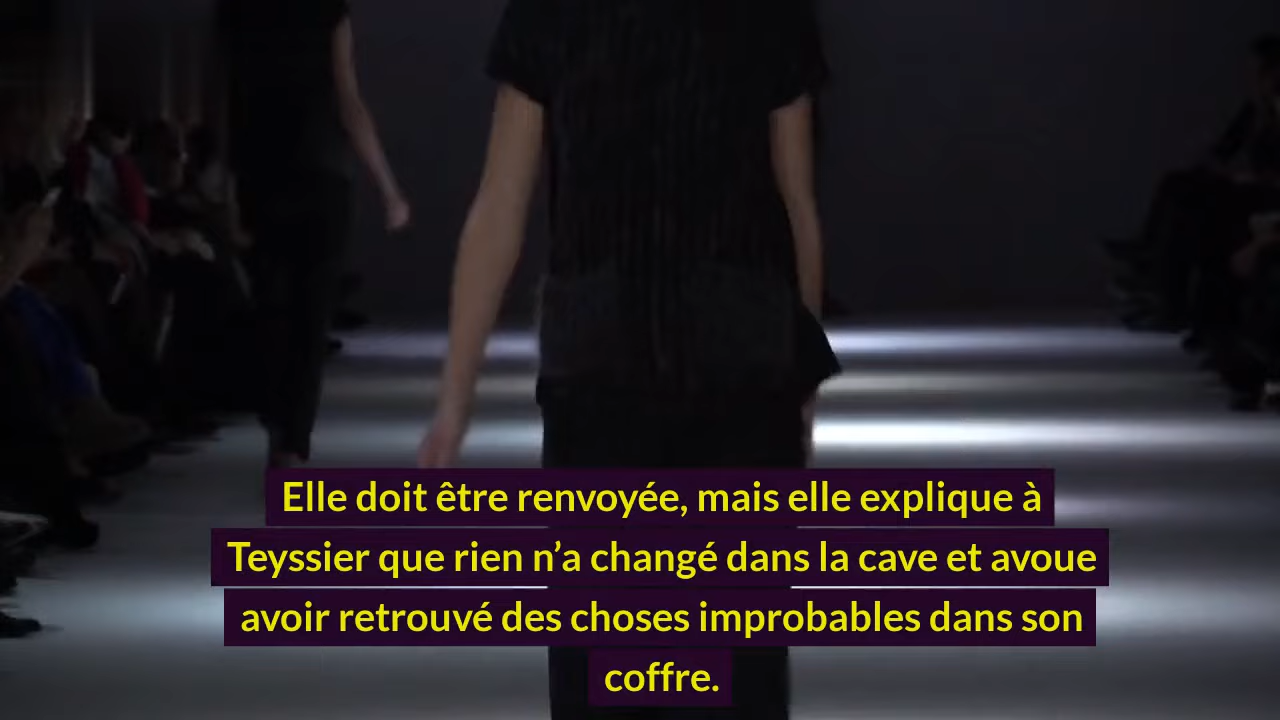 Elle doit être renvoyée, mais elle explique à
Teyssier que rien n’a changé dans la cave et avoue
avoir retrouvé des choses improbables dans son
coffre.